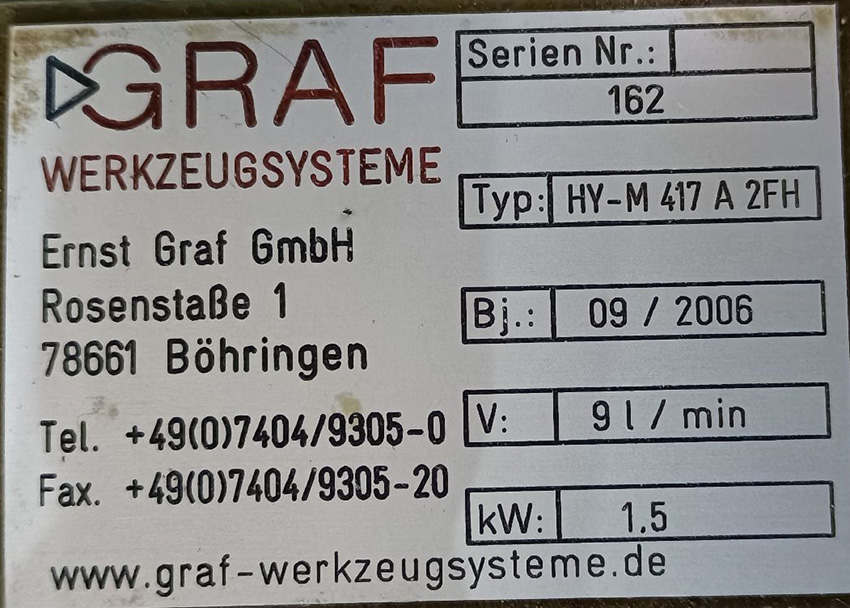 GRAF
WERKZEUGSYSTEME
Ernst Graf GmbH
Rosenstaße 1
78661 Böhringen
Tel. +49(0)7404/9305-0
Fax. +49(0)7404/9305-20
www.graf-werkzeugsysteme.de
Serien Nr.:
162
Typ: HY-M 417 A 2FH
Bj.: 09 / 2006
V: 9 l / min
kW: 1.5